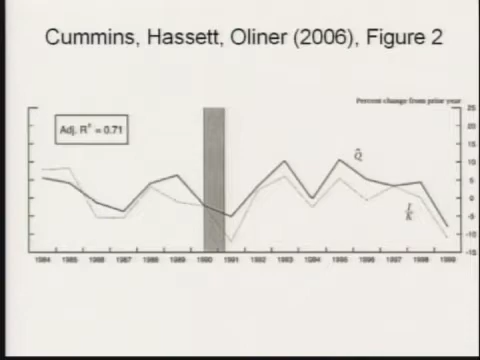 Cummins, Hassett, Oliner (2006), Figure 2
Percent change from prior year
Adj. R² = 0.71
25
20
15
10
5
0
-5
-10
-15
Q̂
I
K
1984 1985 1986 1987 1988 1989 1990 1991 1992 1993 1994 1995 1996 1997 1998 1999